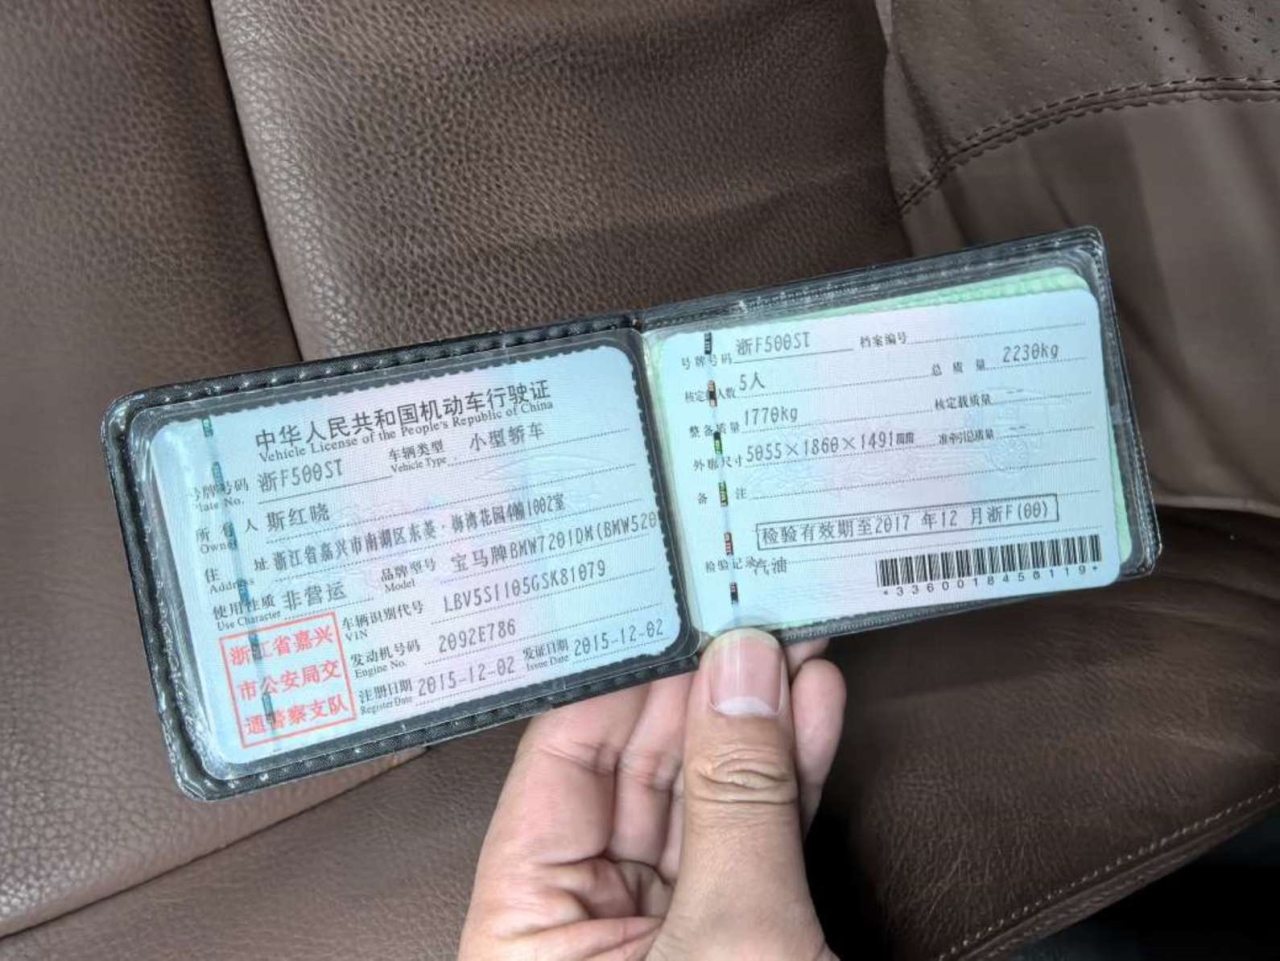 中华人民共和国机动车行驶证
Vehicle License of the People's Republic of China
号牌号码 浙F500ST 车辆类型 小型轿车
Plate No. Vehicle Type
所有人 斯红晓
Owner
住 址 浙江省嘉兴市南湖区东菱·梅湾花园4幢1002室
Address
使用性质 非营运 品牌型号 宝马牌BMW7201DK(BMW520
Use Character Model
车辆识别代号 LBV5S1105GSK81079
VIN
发动机号码 2092E786
Engine No.
注册日期 2015-12-02 发证日期 2015-12-02
Register Date Issue Date
浙江省嘉兴
市公安局交
通警察支队
号牌号码 浙F500ST 档案编号
核定人数 5人 总质量 2230kg
整备质量 1770kg 核定载质量 --
外廓尺寸 5055×1860×1491mm 准牵引总质量 --
备 注
检验有效期至2017 年12 月浙F(00)
检验记录 汽油
*3360018458119*